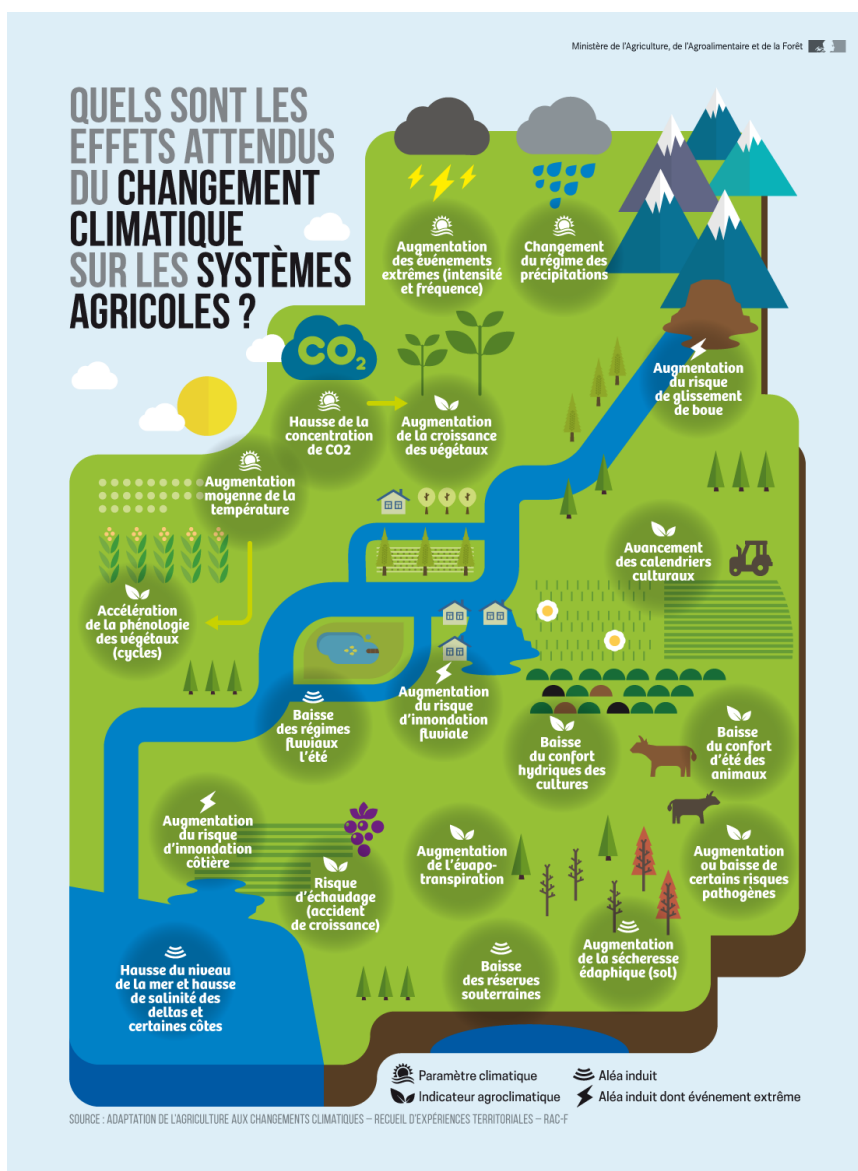 Ministère de l'Agriculture, de l'Agroalimentaire et de la Forêt
QUELS SONT LES
EFFETS ATTENDUS
DU CHANGEMENT
CLIMATIQUE
SUR LES SYSTÈMES
AGRICOLES ?
Augmentation
des événements
extrêmes (intensité
et fréquence)
Changement
du régime des
précipitations
CO2
Hausse de la
concentration
de CO2
Augmentation
de la croissance
des végétaux
Augmentation
du risque
de glissement
de boue
Augmentation
moyenne de la
température
Avancement
des calendriers
culturaux
Accélération
de la phénologie
des végétaux
(cycles)
Baisse
des régimes
fluviaux
l'été
Augmentation
du risque
d'innondation
fluviale
Baisse
du confort
hydriques des
cultures
Baisse
du confort
d'été des
animaux
Augmentation
du risque
d'innondation
côtière
Risque
d'échaudage
(accident
de croissance)
Augmentation
de l'évapo-
transpiration
Augmentation
ou baisse de
certains risques
pathogènes
Hausse du niveau
de la mer et hausse
de salinité des
deltas et
certaines côtes
Baisse
des réserves
souterraines
Augmentation
de la sécheresse
édaphique (sol)
Paramètre climatique
Aléa induit
Indicateur agroclimatique
Aléa induit dont événement extrême
SOURCE : ADAPTATION DE L'AGRICULTURE AUX CHANGEMENTS CLIMATIQUES – RECUEIL D'EXPÉRIENCES TERRITORIALES – RAC-F